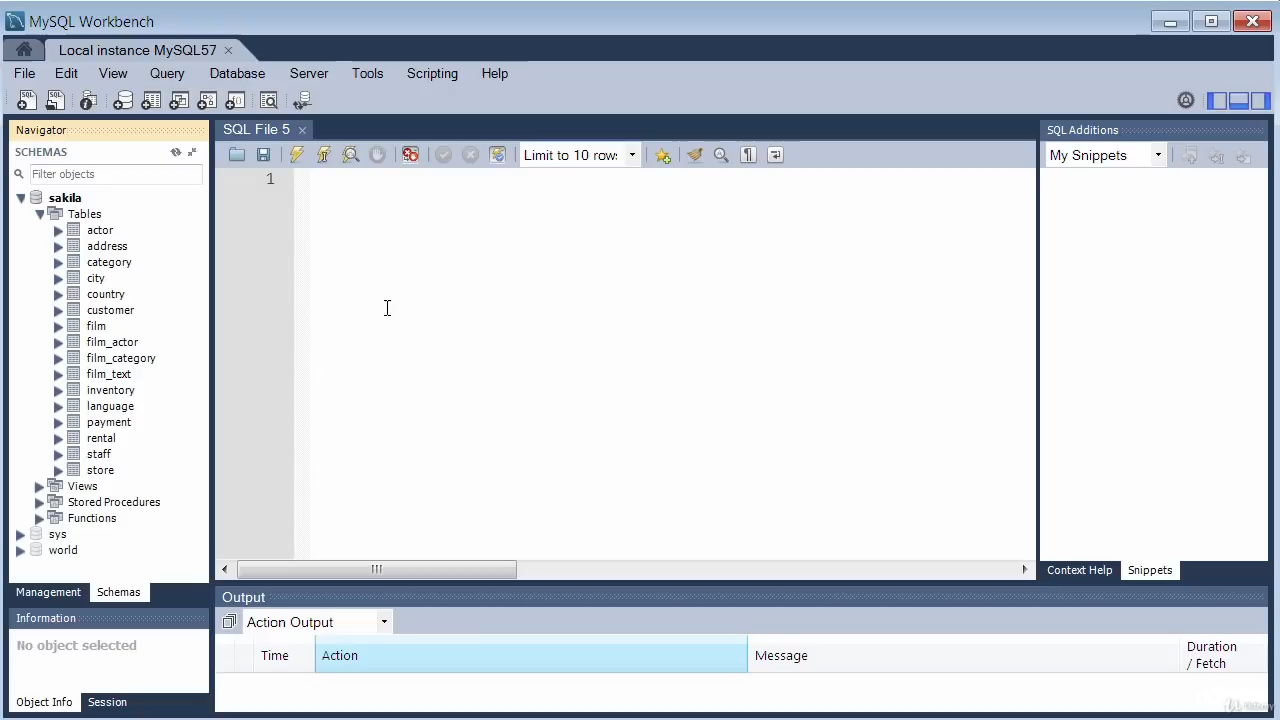 MySQL Workbench
Local instance MySQL57
File Edit View Query Database Server Tools Scripting Help
Navigator
SCHEMAS
Filter objects
sakila
Tables
actor
address
category
city
country
customer
film
film_actor
film_category
film_text
inventory
language
payment
rental
staff
store
Views
Stored Procedures
Functions
sys
world
Management Schemas
Information
No object selected
Object Info Session
SQL File 5
Limit to 10 rows
1
SQL Additions
My Snippets
Context Help Snippets
Output
Action Output
Time Action Message Duration
/ Fetch